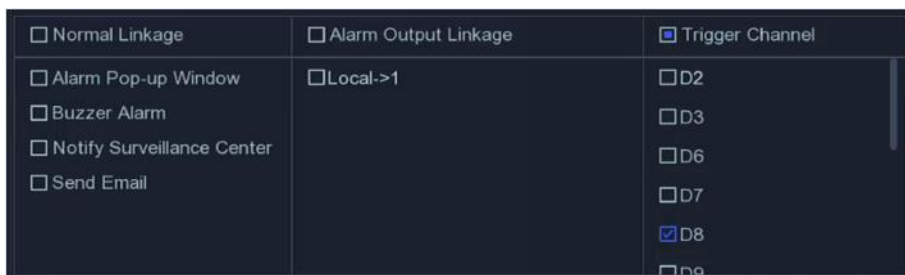 Normal Linkage
Alarm Output Linkage
Trigger Channel
Alarm Pop-up Window
Buzzer Alarm
Notify Surveillance Center
Send Email
Local->1
D2
D3
D6
D7
D8
D9